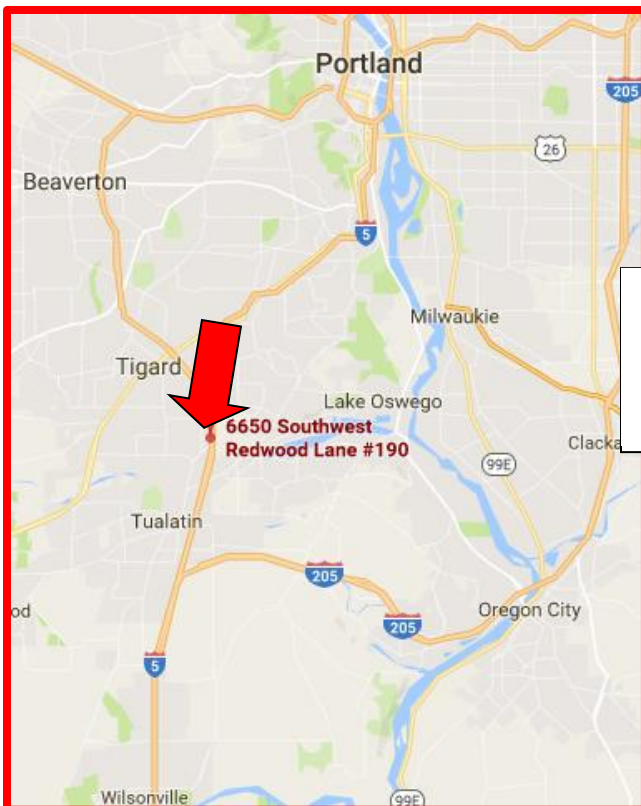 Portland
205
26
Beaverton
5
Milwaukie
Tigard
Lake Oswego
6650 Southwest
Redwood Lane #190
Clacka
99E
Tualatin
205
205
Oregon City
od
5
Wilsonville
99E